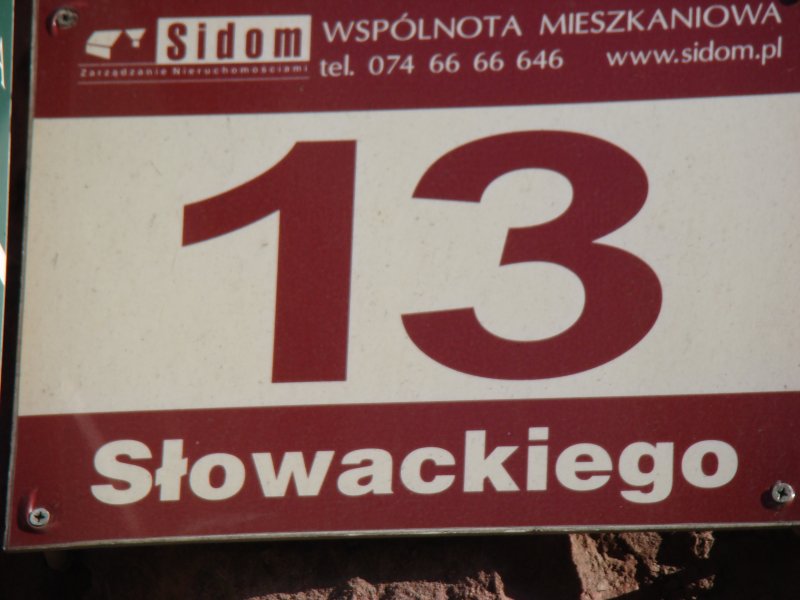 Sidom WSPÓLNOTA MIESZKANIOWA
Zarządzanie Nieruchomościami tel. 074 66 66 646 www.sidom.pl
13
Słowackiego